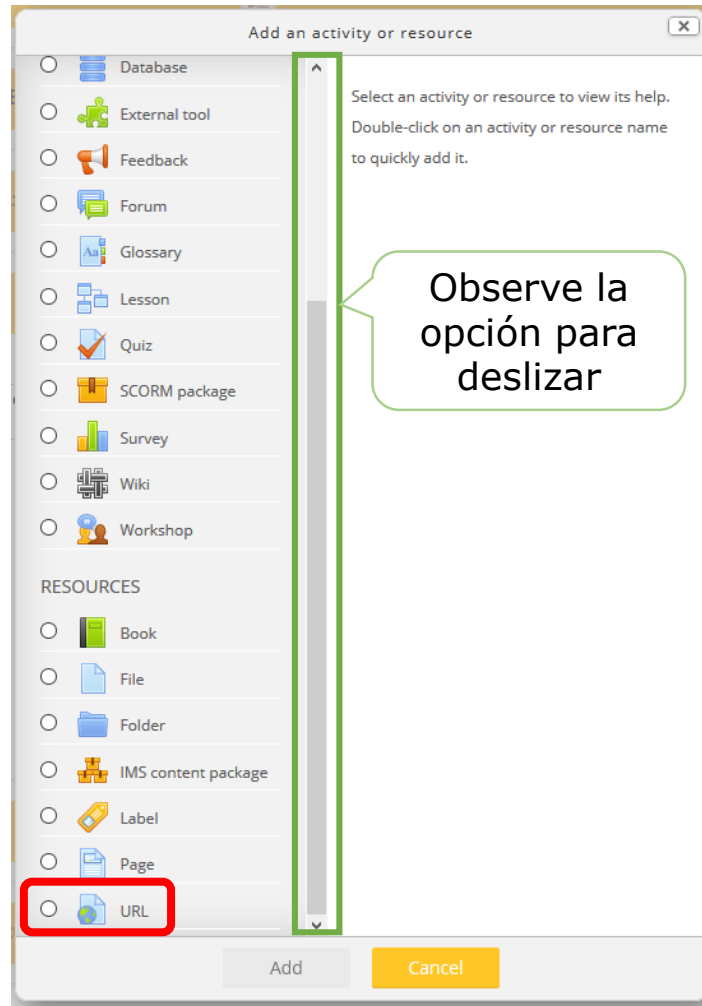 Add an activity or resource
Database
External tool
Feedback
Forum
Aa
Glossary
Lesson
Quiz
SCORM package
Survey
Wiki
Workshop
RESOURCES
Book
File
Folder
IMS content package
Label
Page
URL
Select an activity or resource to view its help.
Double-click on an activity or resource name
to quickly add it.
Observe la
opción para
deslizar
Add
Cancel